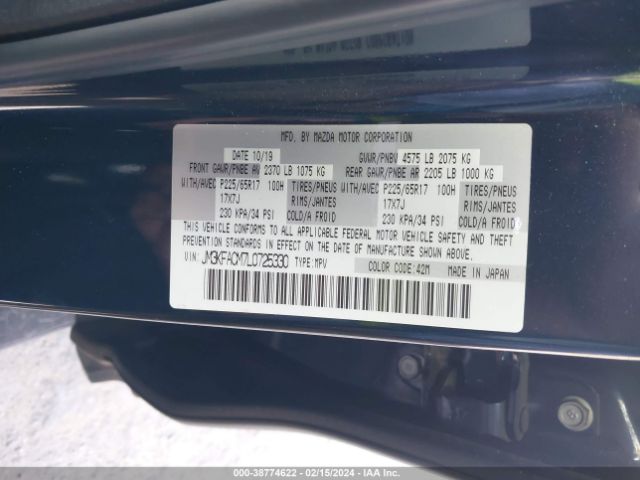 MFD. BY MAZDA MOTOR CORPORATION
DATE 10/19 GVWR/PNBV 4575 LB 2075 KG
FRONT GAWR/PNBE AV 2370 LB 1075 KG REAR GAWR/PNBE AR 2205 LB 1000 KG
WITH/AVEC P225/65R17 100H TIRES/PNEUS WITH/AVEC P225/65R17 100H TIRES/PNEUS
17X7J RIMS/JANTES 17X7J RIMS/JANTES
230 KPA/34 PSI COLD/A FROID 230 KPA/34 PSI COLD/A FROID
THIS VEHICLE CONFORMS TO ALL APPLICABLE FEDERAL MOTOR VEHICLE SAFETY AND THEFT
PREVENTION STANDARDS IN EFFECT ON THE DATE OF MANUFACTURE SHOWN ABOVE.
VIN: JM3KFACM7L0725330 TYPE: MPV
COLOR CODE: 42M MADE IN JAPAN
000-38774622 - 02/15/2024 - IAA Inc.